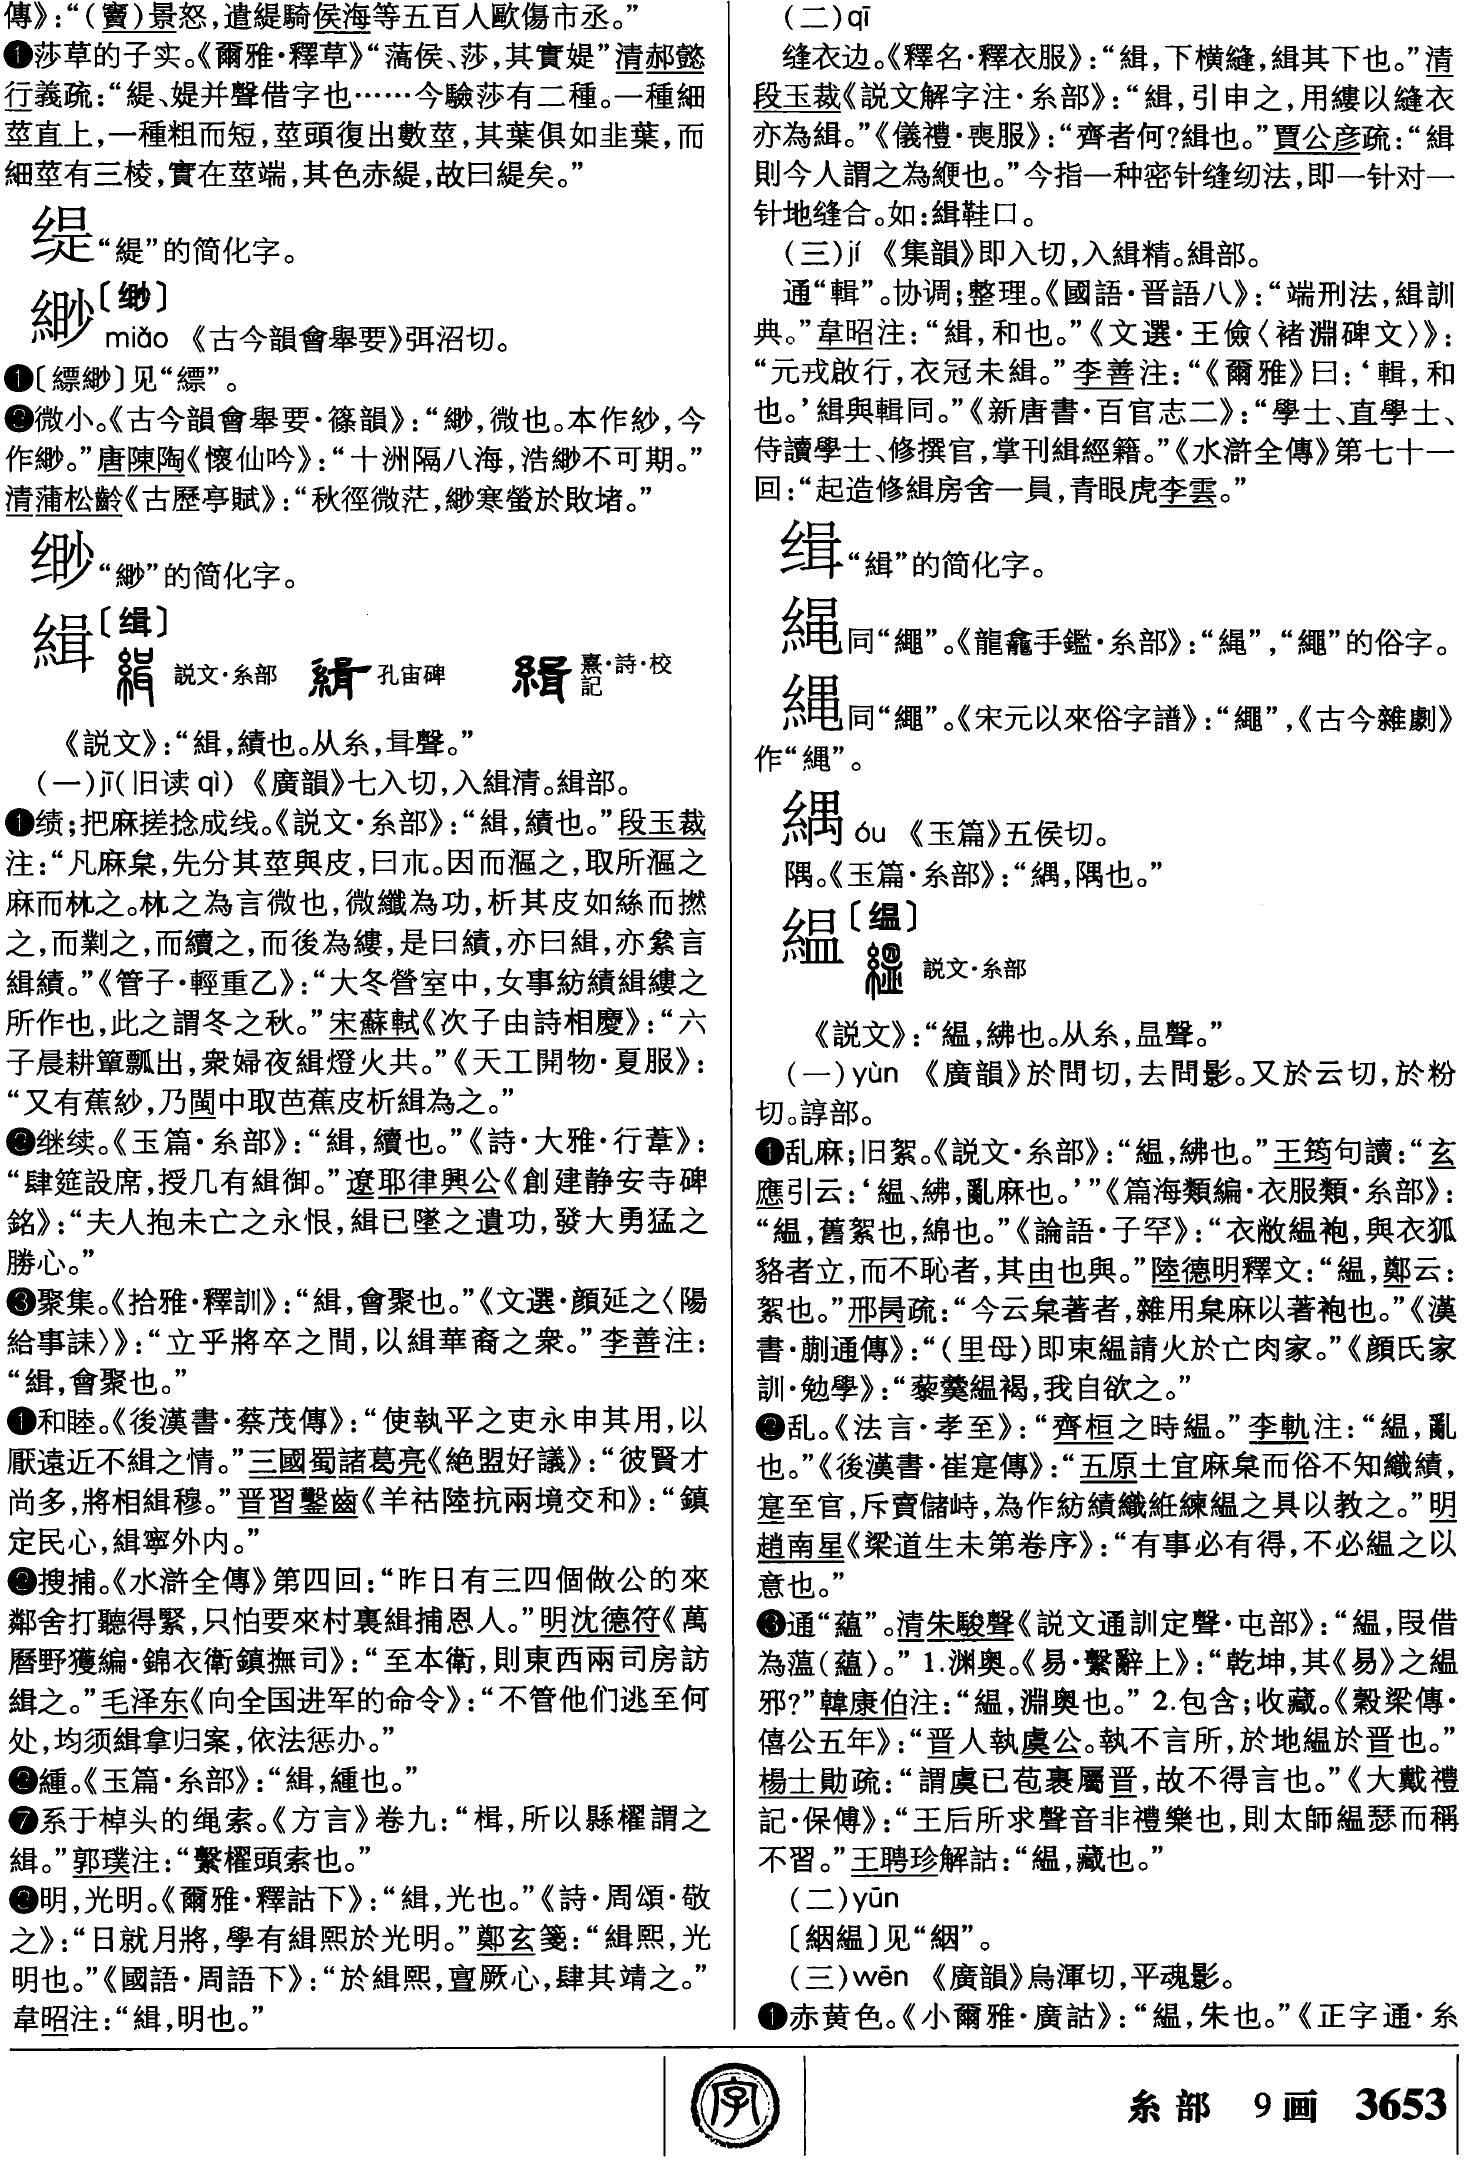 傳》：“（竇）景怒，遣緹騎侯海等五百人歐傷市丞。”
❶莎草的子实。《爾雅·釋草》“薃侯、莎，其實媞”清郝懿
行義疏：“緹、媞并聲借字也……今驗莎有二種。一種細
莖直上，一種粗而短，莖頭復出數莖，其葉俱如韭葉，而
細莖有三棱，實在莖端，其色赤緹，故曰緹矣。”
缇“緹”的简化字。
緲〔缈〕
miǎo 《古今韻會舉要》弭沼切。
❶〔縹緲〕见“縹”。
❷微小。《古今韻會舉要·篠韻》：“緲，微也。本作紗，今
作緲。”唐陳陶《懷仙吟》：“十洲隔八海，浩緲不可期。”
清蒲松齡《古歷亭賦》：“秋徑微茫，緲寒螢於敗堵。”
缈“緲”的简化字。
緝〔缉〕
説文·糸部 孔宙碑 熹·詩·校記
《説文》：“緝，績也。从糸，咠聲。”
（一）jī（旧读 qì） 《廣韻》七入切，入緝清。緝部。
❶绩；把麻搓捻成线。《説文·糸部》：“緝，績也。”段玉裁
注：“凡麻枲，先分其莖與皮，曰朩。因而漚之，取所漚之
麻而𣏟之。𣏟之為言微也，微纖為功，析其皮如絲而撚
之，而剿之，而續之，而後為縷，是曰績，亦曰緝，亦絫言
緝績。”《管子·輕重乙》：“大冬營室中，女事紡績緝縷之
所作也，此之謂冬之秋。”宋蘇軾《次子由詩相慶》：“六
子晨耕簞瓢出，衆婦夜緝燈火共。”《天工開物·夏服》：
“又有蕉紗，乃閩中取芭蕉皮析緝為之。”
❷继续。《玉篇·糸部》：“緝，續也。”《詩·大雅·行葦》：
“肆筵設席，授几有緝御。”遼耶律興公《創建静安寺碑
銘》：“夫人抱未亡之永恨，緝已墜之遺功，發大勇猛之
勝心。”
❸聚集。《拾雅·釋訓》：“緝，會聚也。”《文選·顔延之〈陽
給事誄〉》：“立乎將卒之間，以緝華裔之衆。”李善注：
“緝，會聚也。”
❶和睦。《後漢書·蔡茂傳》：“使執平之吏永申其用，以
厭遠近不緝之情。”三國蜀諸葛亮《絶盟好議》：“彼賢才
尚多，將相緝穆。”晋習鑿齒《羊祜陸抗兩境交和》：“鎮
定民心，緝寧外内。”
❷搜捕。《水滸全傳》第四回：“昨日有三四個做公的來
鄰舍打聽得緊，只怕要來村裏緝捕恩人。”明沈德符《萬
曆野獲編·錦衣衛鎮撫司》：“至本衛，則東西兩司房訪
緝之。”毛泽东《向全国进军的命令》：“不管他们逃至何
处，均须緝拿归案，依法惩办。”
❷緟。《玉篇·糸部》：“緝，緟也。”
❼系于棹头的绳索。《方言》卷九：“楫，所以縣櫂謂之
緝。”郭璞注：“繫櫂頭索也。”
❷明，光明。《爾雅·釋詁下》：“緝，光也。”《詩·周頌·敬
之》：“日就月將，學有緝熙於光明。”鄭玄箋：“緝熙，光
明也。”《國語·周語下》：“於緝熙，亶厥心，肆其靖之。”
韋昭注：“緝，明也。”
（二）qī
缝衣边。《釋名·釋衣服》：“緝，下横縫，緝其下也。”清
段玉裁《説文解字注·糸部》：“緝，引申之，用縷以縫衣
亦為緝。”《儀禮·喪服》：“齊者何？緝也。”賈公彦疏：“緝
則今人謂之為緶也。”今指一种密针缝纫法，即一针对一
针地缝合。如：緝鞋口。
（三）jí 《集韻》即入切，入緝精。緝部。
通“輯”。协调；整理。《國語·晋語八》：“端刑法，緝訓
典。”韋昭注：“緝，和也。”《文選·王儉〈褚淵碑文〉》：
“元戎啟行，衣冠未緝。”李善注：“《爾雅》曰：‘輯，和
也。’緝與輯同。”《新唐書·百官志二》：“學士、直學士、
侍讀學士、修撰官，掌刊緝經籍。”《水滸全傳》第七十一
回：“起造修緝房舍一員，青眼虎李雲。”
缉“緝”的简化字。
䋲同“繩”。《龍龕手鑑·糸部》：“䋲”，“繩”的俗字。
縄同“繩”。《宋元以來俗字譜》：“繩”，《古今雜劇》
作“縄”。
緺 óu 《玉篇》五侯切。
隅。《玉篇·糸部》：“，隅也。”
緼〔缊〕
説文·糸部
《説文》：“緼，紼也。从糸，昷聲。”
（一）yùn 《廣韻》於問切，去問影。又於云切，於粉
切。諄部。
❶乱麻；旧絮。《説文·糸部》：“緼，紼也。”王筠句讀：“玄
應引云：‘緼、紼，亂麻也。’”《篇海類編·衣服類·糸部》：
“緼，舊絮也，綿也。”《論語·子罕》：“衣敝緼袍，與衣狐
貉者立，而不恥者，其由也與。”陸德明釋文：“緼，鄭云：
絮也。”邢昺疏：“今云枲著者，雜用枲麻以著袍也。”《漢
書·蒯通傳》：“（里母）即束緼請火於亡肉家。”《顔氏家
訓·勉學》：“藜羹緼褐，我自欲之。”
❷乱。《法言·孝至》：“齊桓之時緼。”李軌注：“緼，亂
也。”《後漢書·崔寔傳》：“五原土宜麻枲而俗不知織績，
寔至官，斥賣儲峙，為作紡績織絍練緼之具以教之。”明
趙南星《梁道生未第卷序》：“有事必有得，不必緼之以
意也。”
❸通“藴”。清朱駿聲《説文通訓定聲·屯部》：“緼，叚借
為薀（藴）。” 1.渊奥。《易·繫辭上》：“乾坤，其《易》之緼
邪？”韓康伯注：“緼，淵奥也。” 2.包含；收藏。《穀梁傳·
僖公五年》：“晋人執虞公。執不言所，於地緼於晋也。”
楊士勛疏：“謂虞已苞裹屬晋，故不得言也。”《大戴禮
記·保傅》：“王后所求聲音非禮樂也，則太師緼瑟而稱
不習。”王聘珍解詁：“緼，藏也。”
（二）yūn
〔絪緼〕见“絪”。
（三）wēn 《廣韻》烏渾切，平魂影。
❶赤黄色。《小爾雅·廣詁》：“緼，朱也。”《正字通·糸
字
糸部 9画 3653